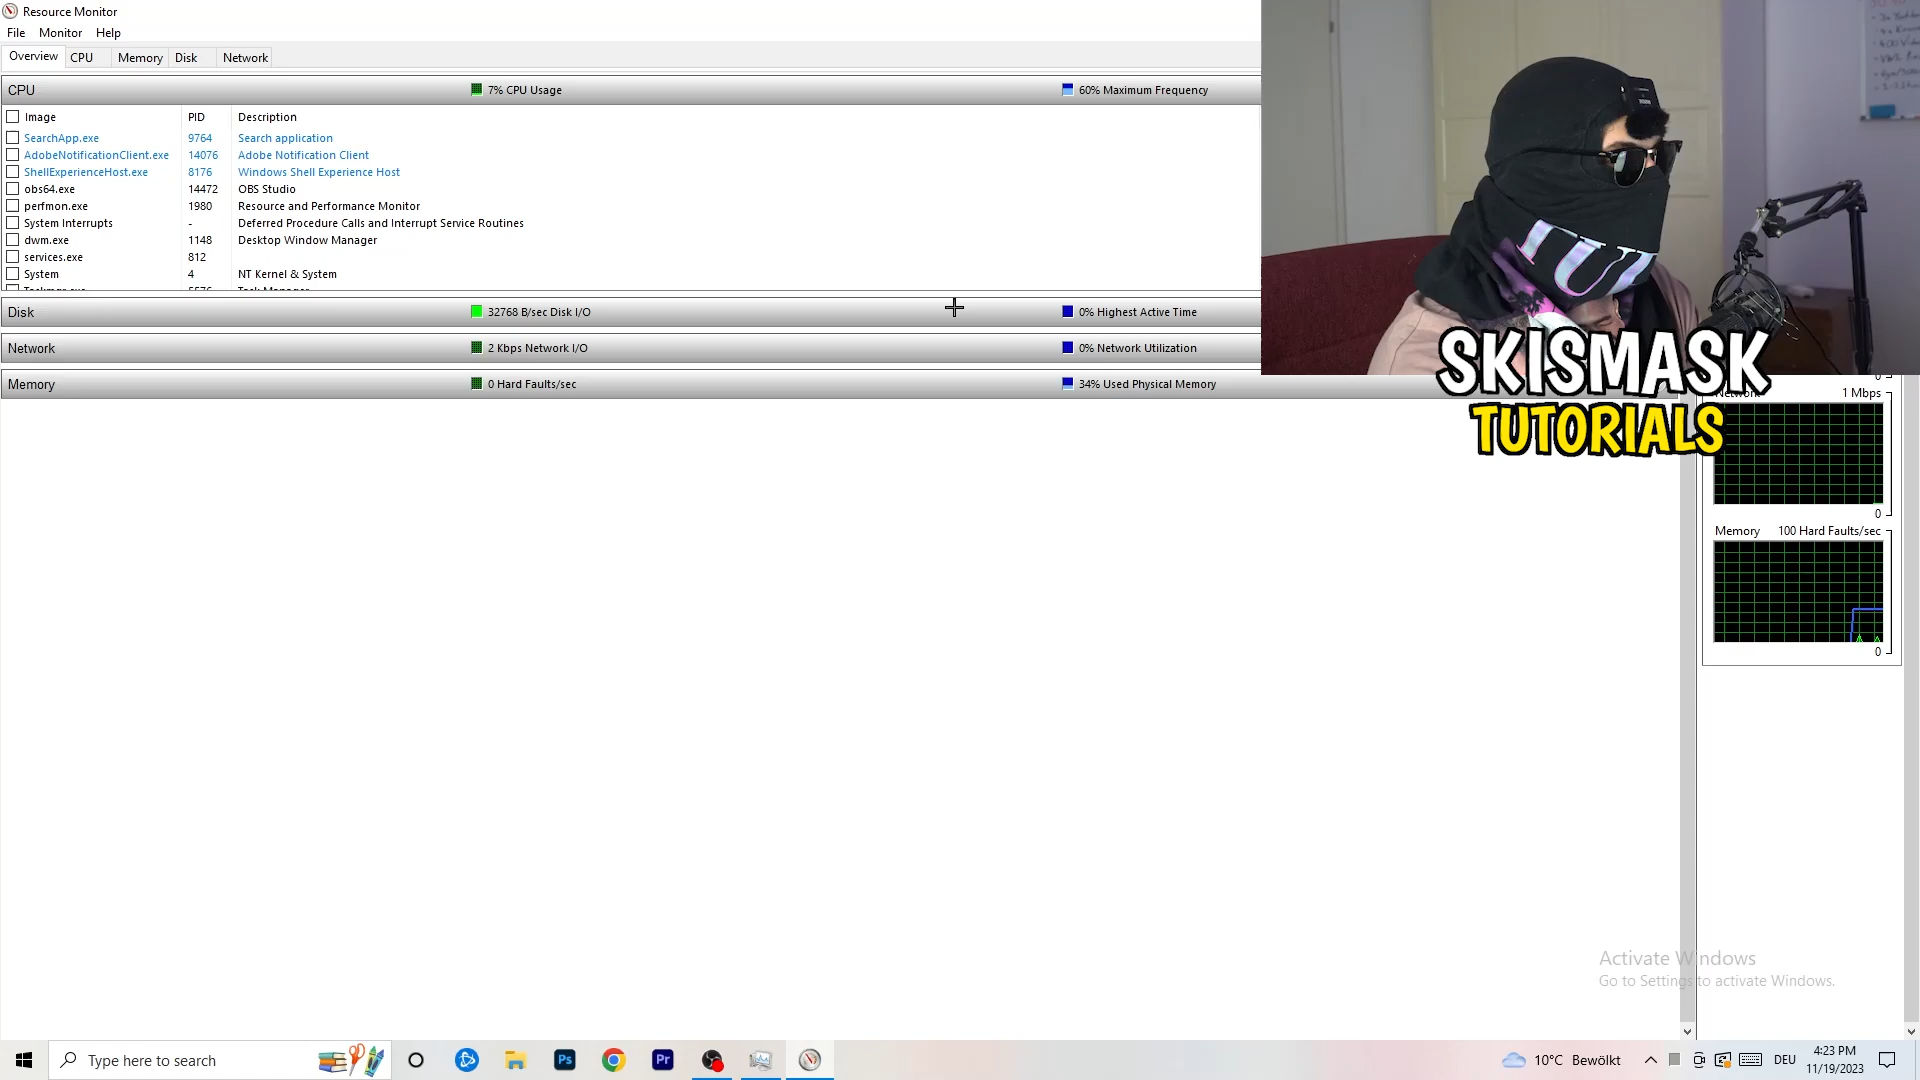 Resource Monitor
File Monitor Help
Overview CPU Memory Disk Network
CPU 7% CPU Usage 60% Maximum Frequency
Image PID Description
SearchApp.exe 9764 Search application
AdobeNotificationClient.exe 14076 Adobe Notification Client
ShellExperienceHost.exe 8176 Windows Shell Experience Host
obs64.exe 14472 OBS Studio
perfmon.exe 1980 Resource and Performance Monitor
System Interrupts - Deferred Procedure Calls and Interrupt Service Routines
dwm.exe 1148 Desktop Window Manager
services.exe 812
System 4 NT Kernel & System
Disk 32768 B/sec Disk I/O 0% Highest Active Time
Network 2 Kbps Network I/O 0% Network Utilization
Memory 0 Hard Faults/sec 34% Used Physical Memory
SKISMASK
TUTORIALS
Network 1 Mbps
0
Memory 100 Hard Faults/sec
0
Activate Windows
Go to Settings to activate Windows.
Type here to search
Ps
Pr
10°C Bewölkt
DEU
4:23 PM
11/19/2023